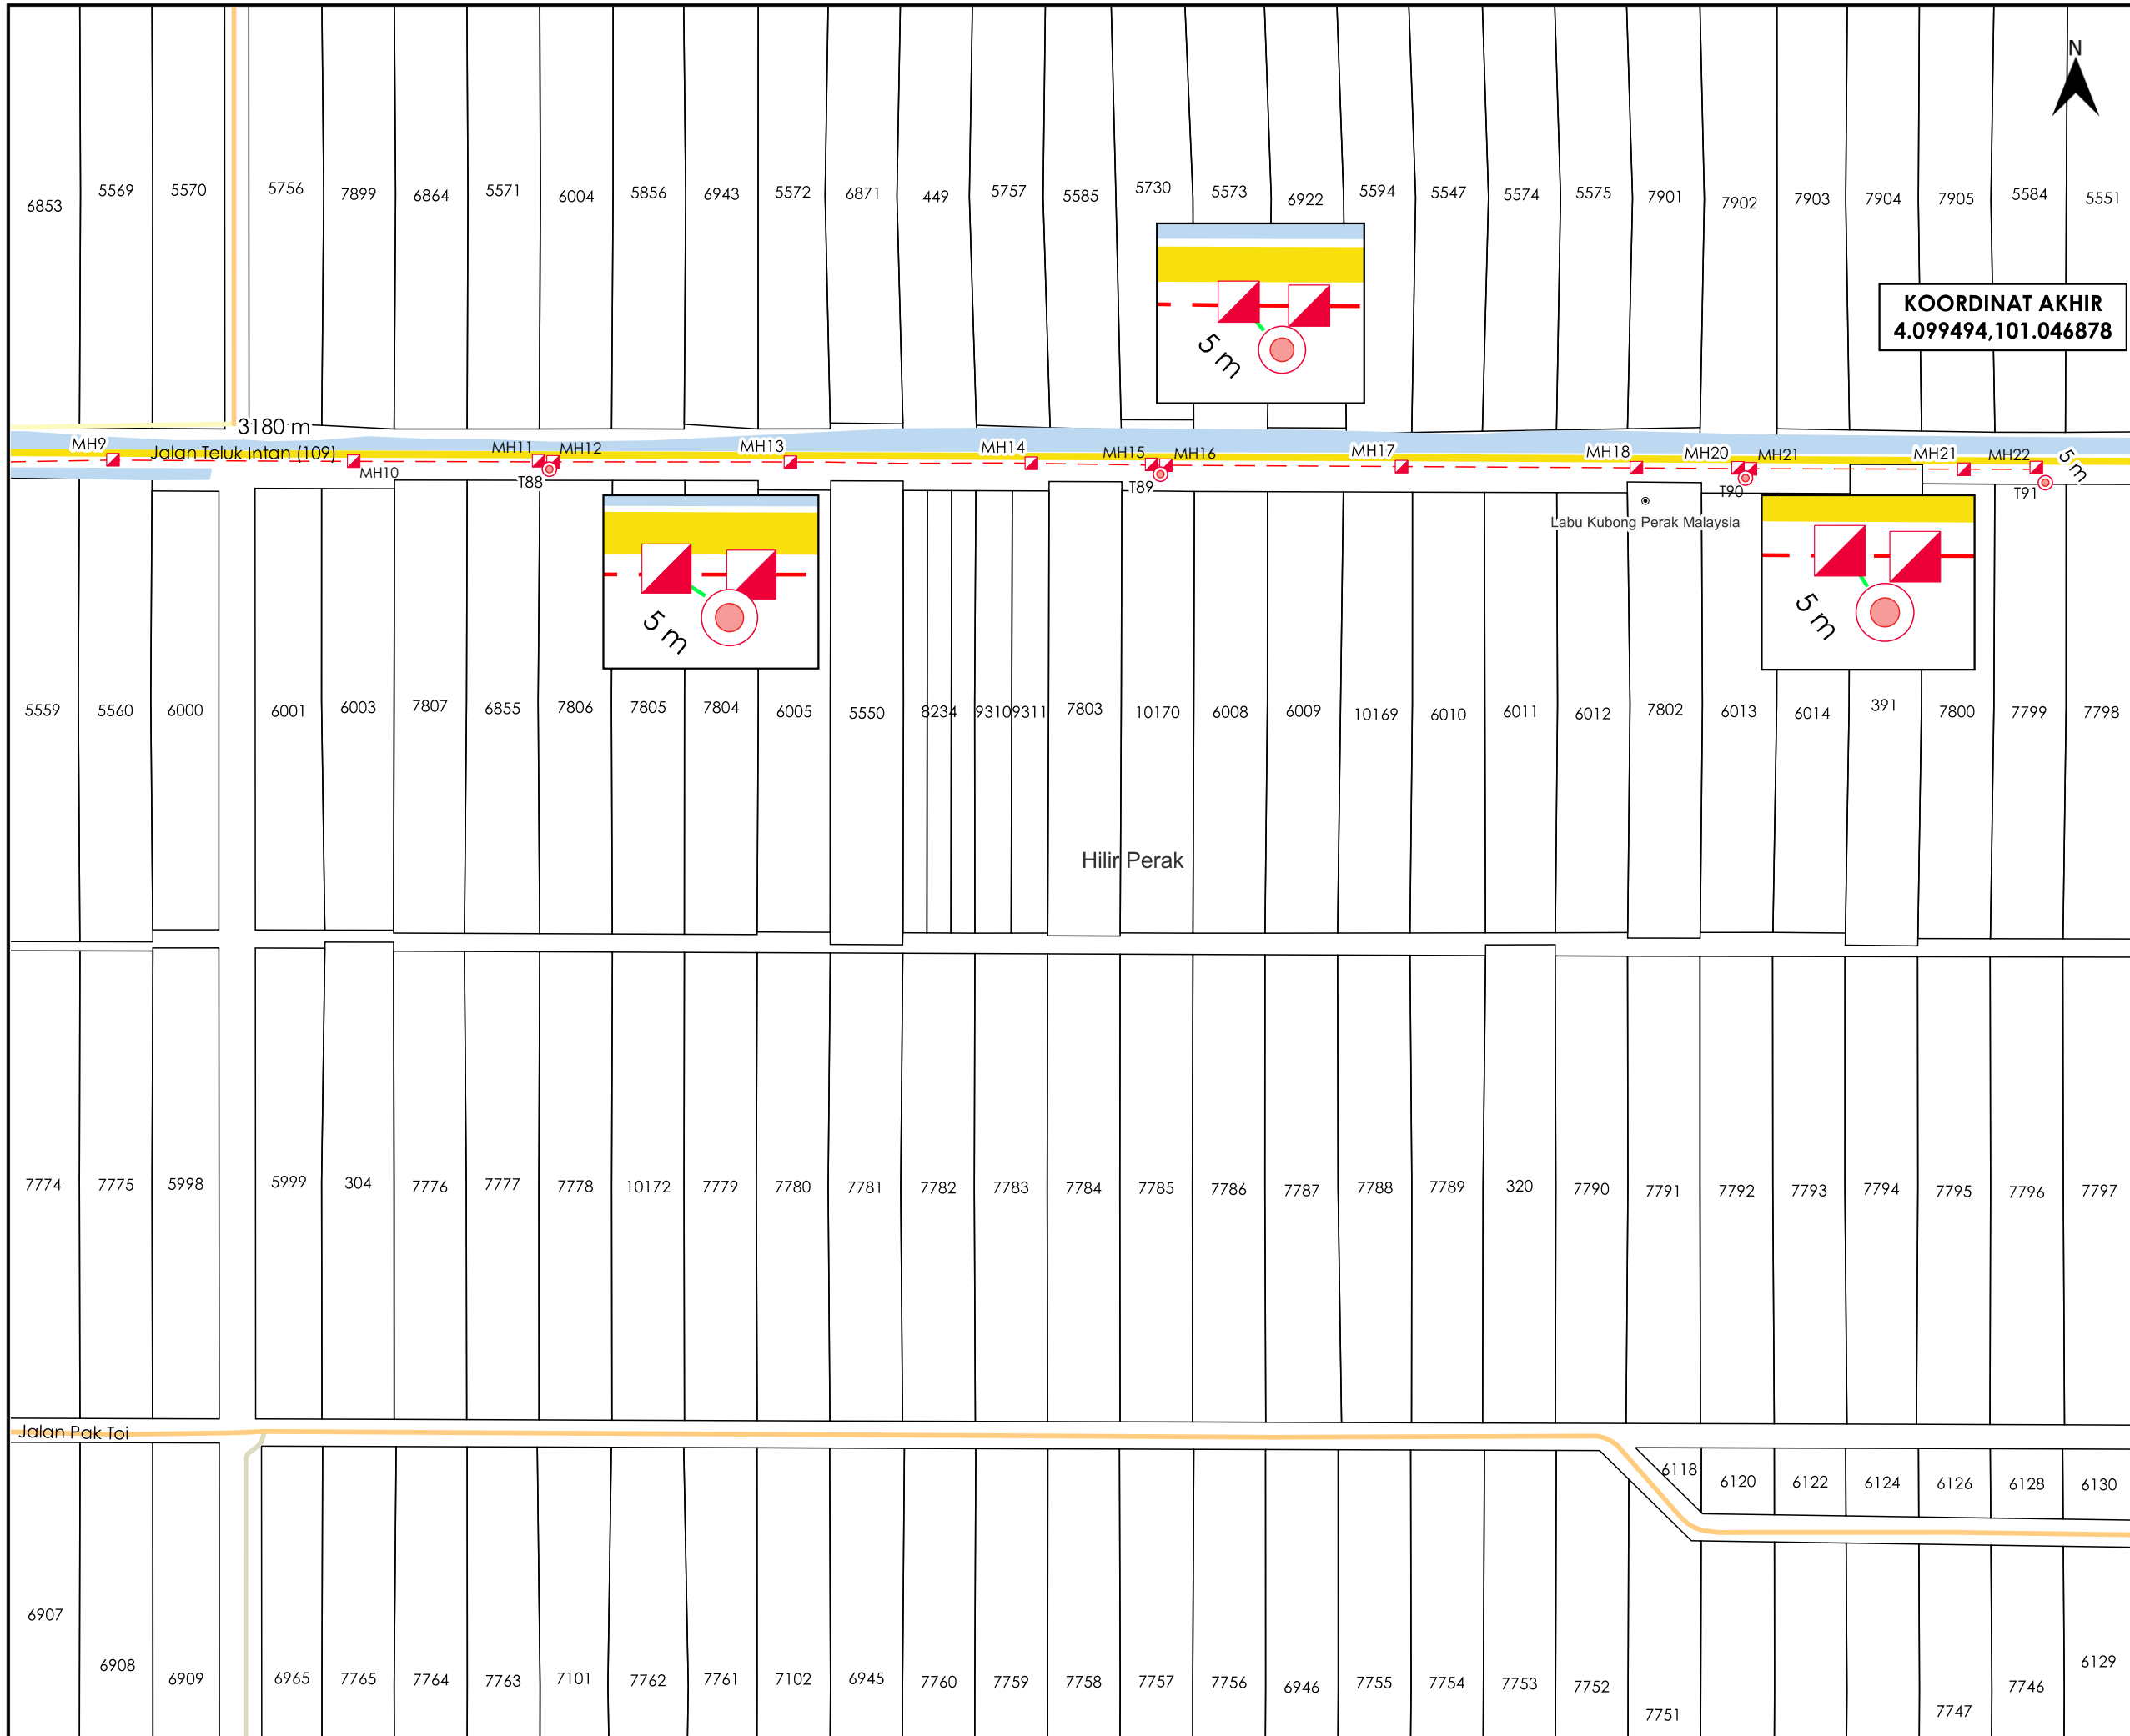 N
6853 5569 5570 5756 7899 6864 5571 6004 5856 6943 5572 6871 449 5757 5585 5730 5573 6922 5594 5547 5574 5575 7901 7902 7903 7904 7905 5584 5551
KOORDINAT AKHIR
4.099494,101.046878
5 m
3180 m
MH9 Jalan Teluk Intan (109) MH10 MH11 MH12 MH13 MH14 MH15 MH16 MH17 MH18 MH20 MH21 MH21 MH22 5 m
T88 T89 T90 T91
Labu Kubong Perak Malaysia
5 m
5 m
5559 5560 6000 6001 6003 7807 6855 7806 7805 7804 6005 5550 8234 9310 9311 7803 10170 6008 6009 10169 6010 6011 6012 7802 6013 6014 391 7800 7799 7798
Hilir Perak
7774 7775 5998 5999 304 7776 7777 7778 10172 7779 7780 7781 7782 7783 7784 7785 7786 7787 7788 7789 320 7790 7791 7792 7793 7794 7795 7796 7797
Jalan Pak Toi
6118 6120 6122 6124 6126 6128 6130
6907 6908 6909 6965 7765 7764 7763 7101 7762 7761 7102 6945 7760 7759 7758 7757 7756 6946 7755 7754 7753 7752 7751 7747 7746 6129